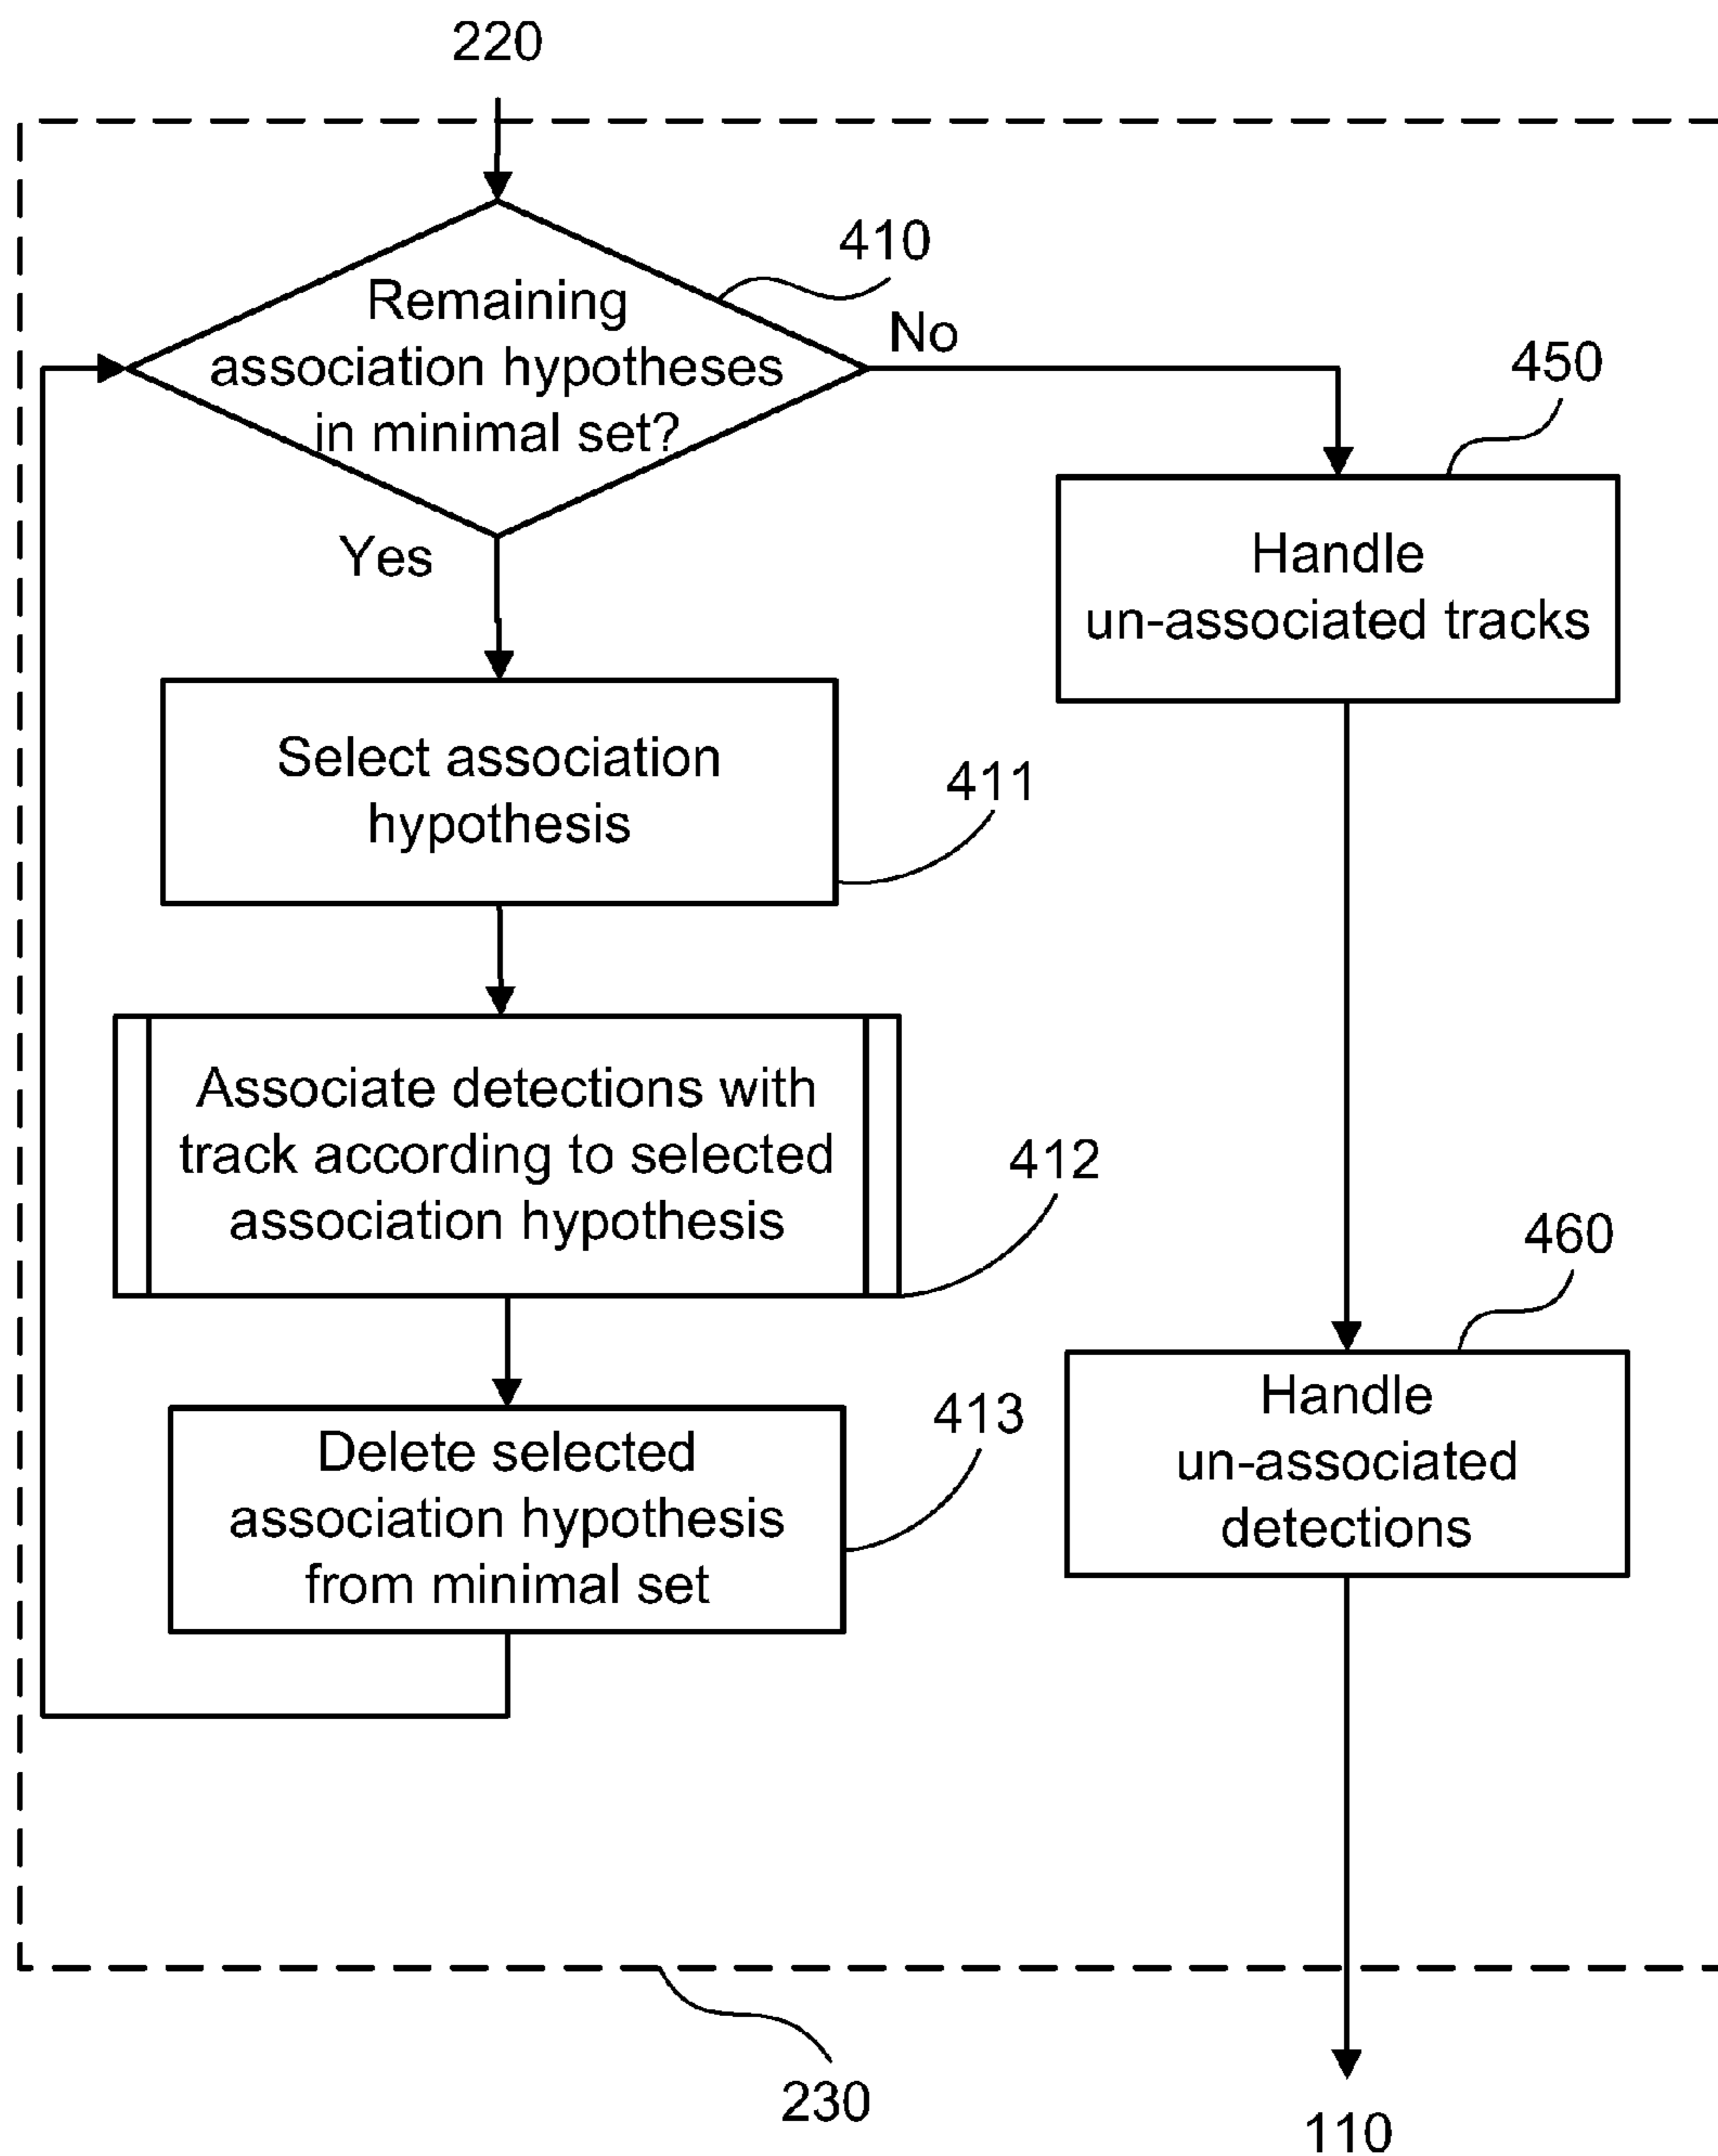 220
410
Remaining
association hypotheses
in minimal set?
No
Yes
450
Handle
un-associated tracks
Select association
hypothesis
411
Associate detections with
track according to selected
association hypothesis
412
460
Handle
un-associated
detections
413
Delete selected
association hypothesis
from minimal set
230
110